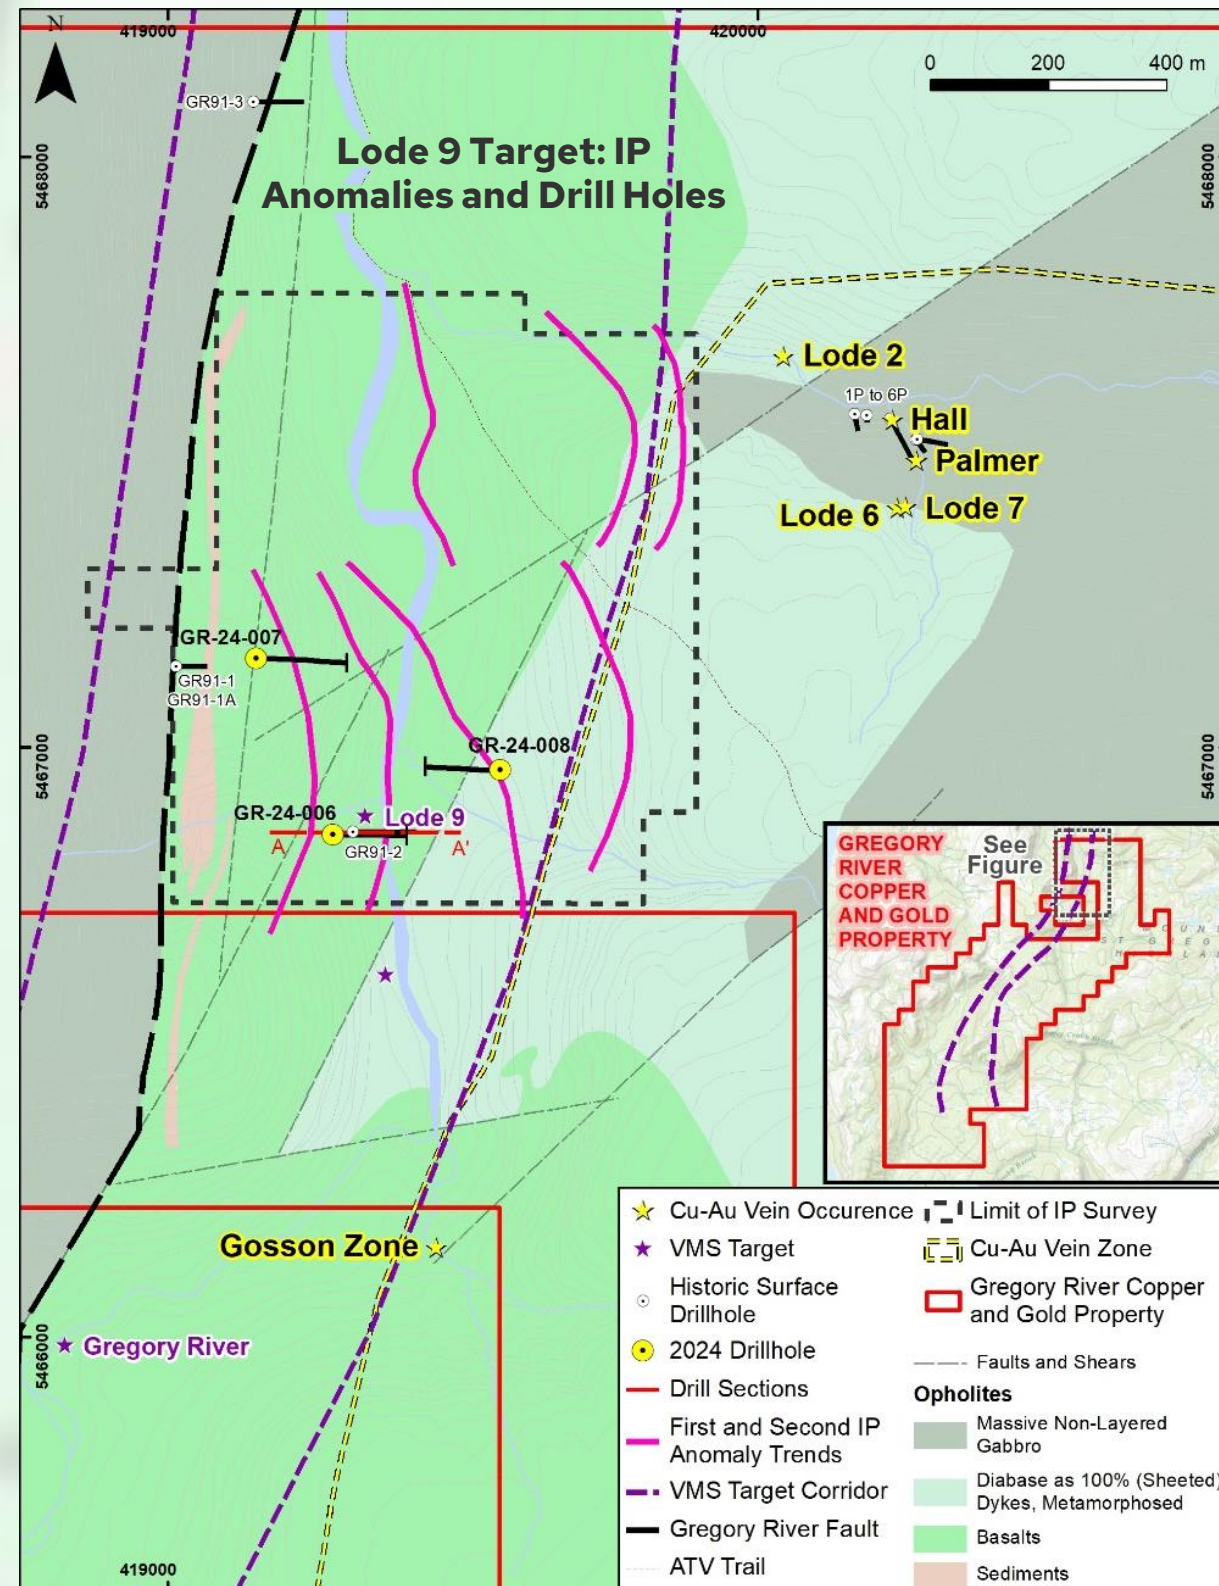 N
419000
420000
0 200 400 m
GR91-3
Lode 9 Target: IP
Anomalies and Drill Holes
5468000
5468000
Lode 2
1P to 6P
Hall
Palmer
Lode 6
Lode 7
GR-24-007
GR91-1
GR91-1A
GR-24-008
5467000
5467000
GR-24-006
Lode 9
A
GR91-2
A'
GREGORY
RIVER
COPPER
AND GOLD
PROPERTY
See
Figure
Gosson Zone
Gregory River
5466000
419000
Cu-Au Vein Occurence
VMS Target
Historic Surface
Drillhole
2024 Drillhole
Drill Sections
First and Second IP
Anomaly Trends
VMS Target Corridor
Gregory River Fault
ATV Trail
Limit of IP Survey
Cu-Au Vein Zone
Gregory River Copper
and Gold Property
Faults and Shears
Opholites
Massive Non-Layered
Gabbro
Diabase as 100% (Sheeted)
Dykes, Metamorphosed
Basalts
Sediments